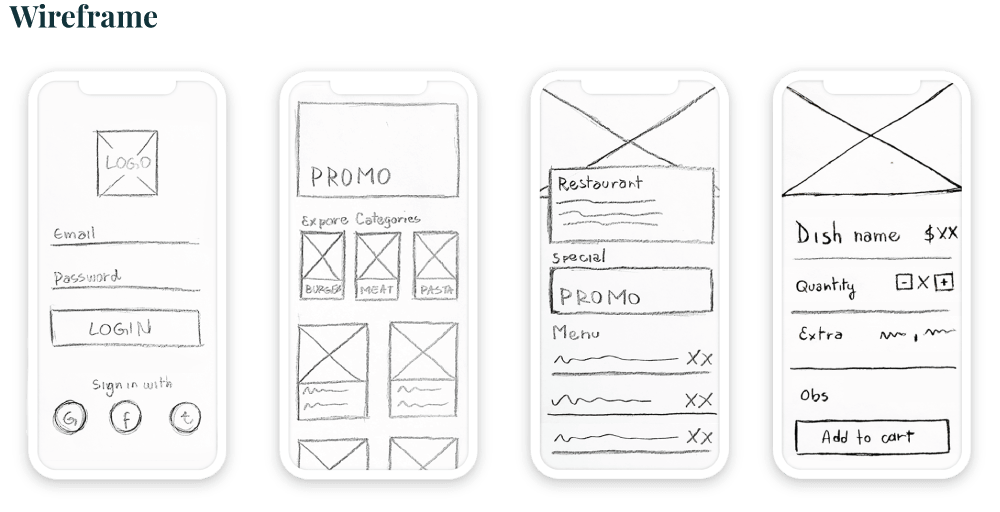 Wireframe
LOGO
Email
Password
LOGIN
Sign in with
G f t
PROMO
Expore Categories
BURGER MEAT PASTA
Restaurant
Special
PROMO
Menu
XX
XX
XX
Dish name $XX
Quantity - X +
Extra
Obs
Add to cart